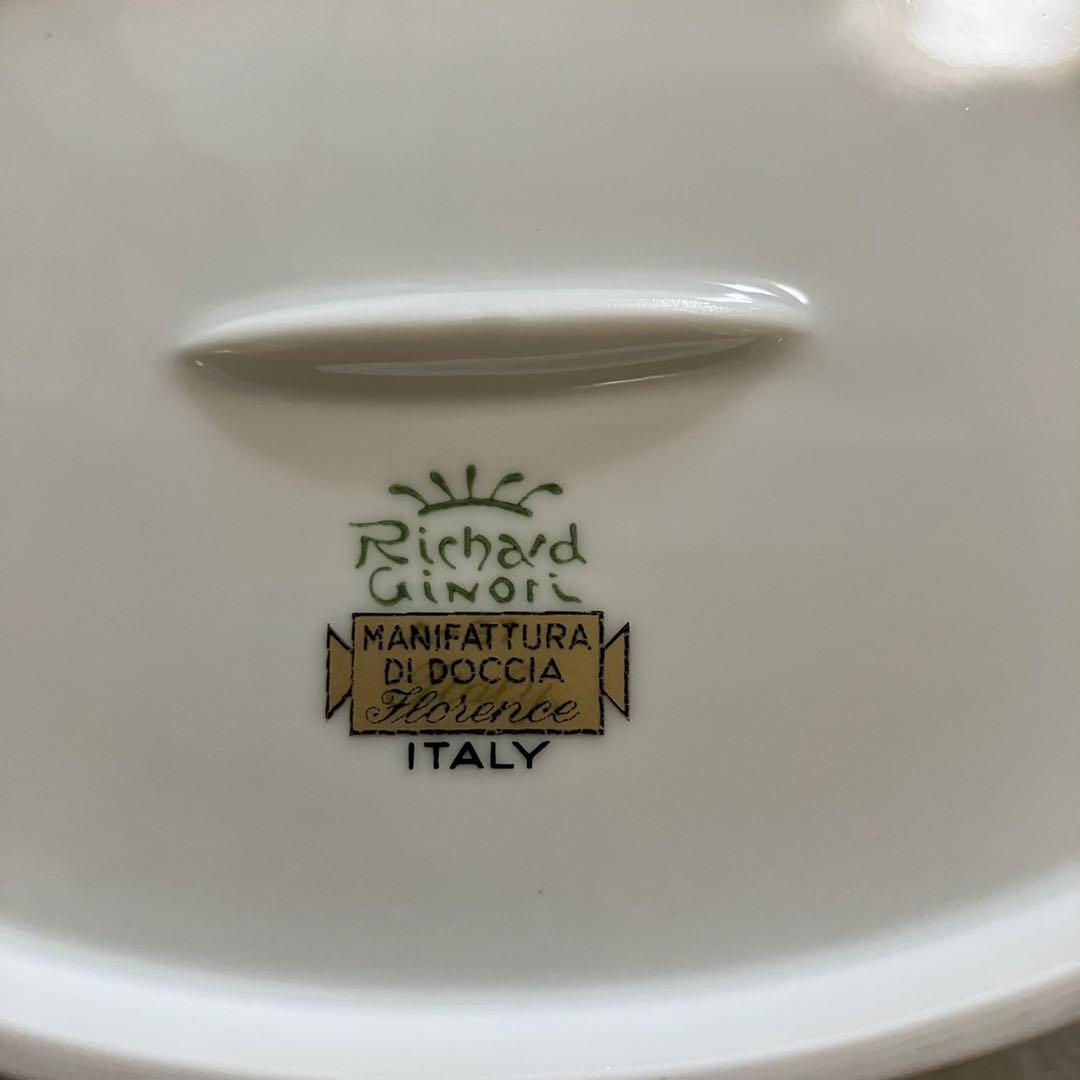 Richard
GiNOri
MANIFATTURA
DI DOCCIA
Florence
ITALY